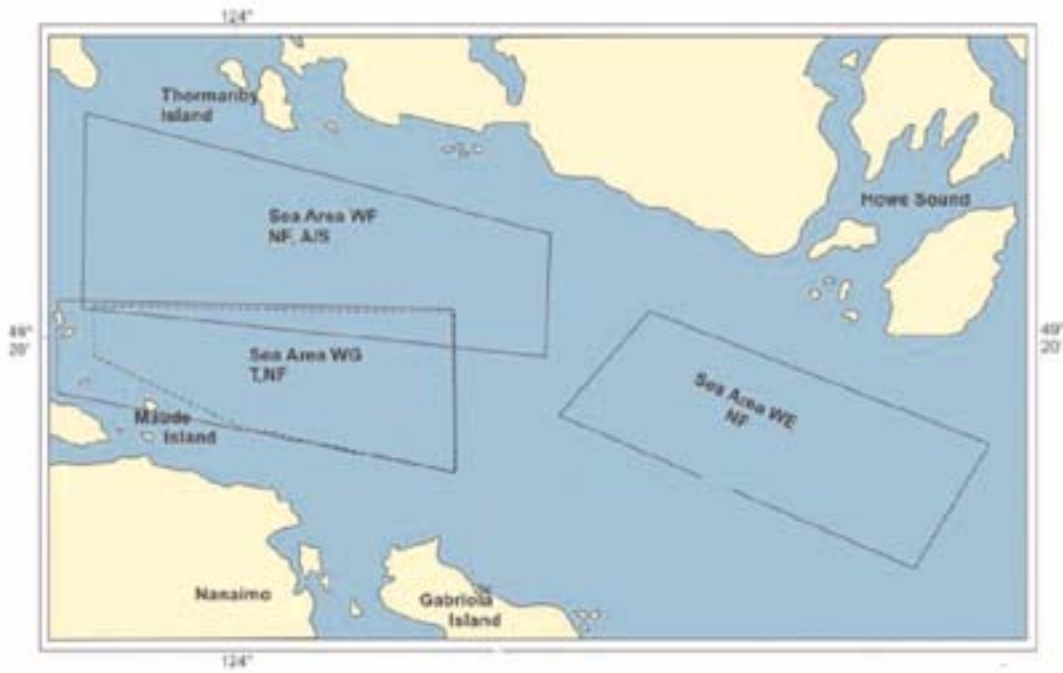 124°
Thormanby
Island
Howe Sound
Sea Area WF
NF, A/S
49°
20'
49°
20'
Sea Area WG
T,NF
Sea Area WE
NF
Maude
Island
Nanaimo
Gabriola
Island
124°